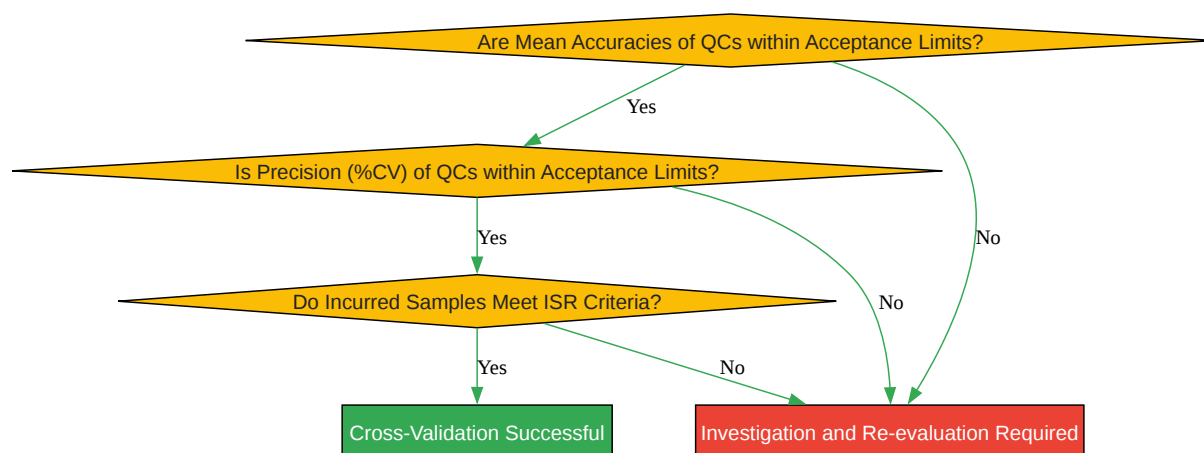 Are Mean Accuracies of QCs within Acceptance Limits?
Yes
Is Precision (%CV) of QCs within Acceptance Limits?
Yes
No
Do Incurred Samples Meet ISR Criteria?
No
Yes
No
Cross-Validation Successful
Investigation and Re-evaluation Required